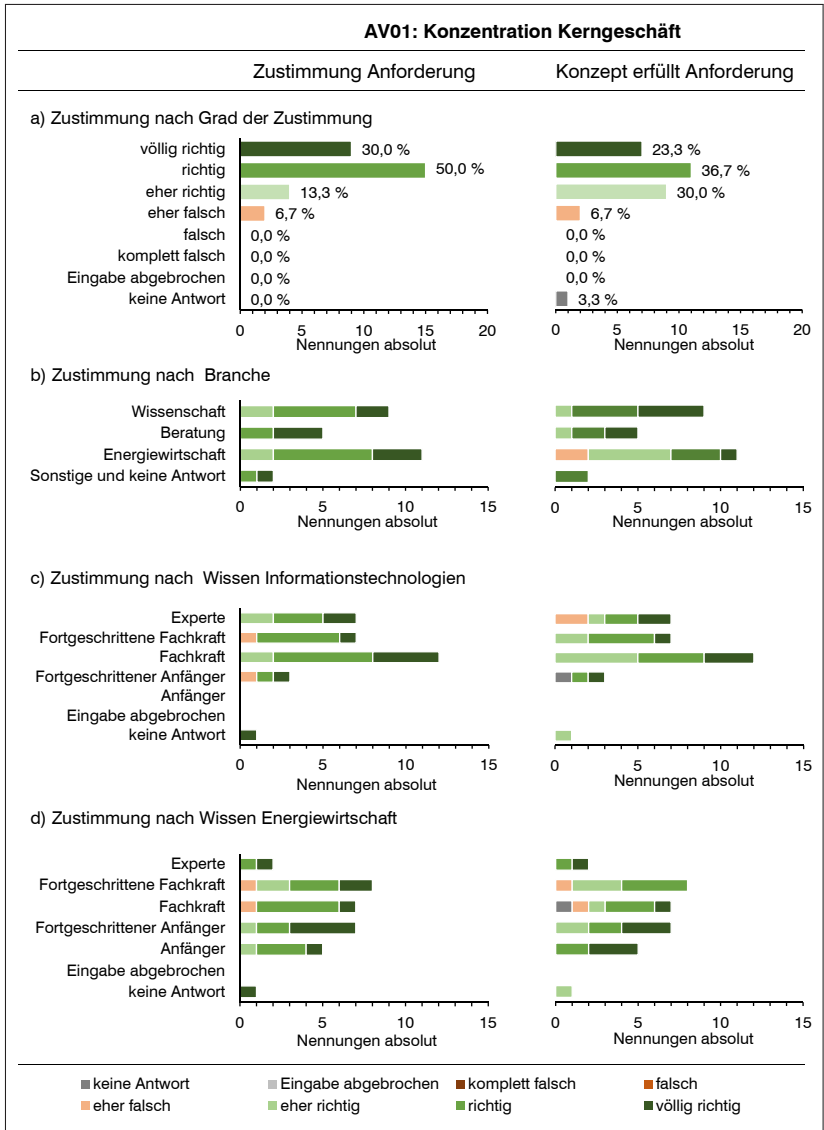 AV01: Konzentration Kerngeschäft
Zustimmung Anforderung Konzept erfüllt Anforderung
a) Zustimmung nach Grad der Zustimmung
völlig richtig 30,0 % 23,3 %
richtig 50,0 % 36,7 %
eher richtig 13,3 % 30,0 %
eher falsch 6,7 % 6,7 %
falsch 0,0 % 0,0 %
komplett falsch 0,0 % 0,0 %
Eingabe abgebrochen 0,0 % 0,0 %
keine Antwort 0,0 % 3,3 %
0 5 10 15 20 0 5 10 15 20
Nennungen absolut Nennungen absolut
b) Zustimmung nach Branche
Wissenschaft
Beratung
Energiewirtschaft
Sonstige und keine Antwort
0 5 10 15 0 5 10 15
Nennungen absolut Nennungen absolut
c) Zustimmung nach Wissen Informationstechnologien
Experte
Fortgeschrittene Fachkraft
Fachkraft
Fortgeschrittener Anfänger
Anfänger
Eingabe abgebrochen
keine Antwort
0 5 10 15 0 5 10 15
Nennungen absolut Nennungen absolut
d) Zustimmung nach Wissen Energiewirtschaft
Experte
Fortgeschrittene Fachkraft
Fachkraft
Fortgeschrittener Anfänger
Anfänger
Eingabe abgebrochen
keine Antwort
0 5 10 15 0 5 10 15
Nennungen absolut Nennungen absolut
keine Antwort Eingabe abgebrochen komplett falsch falsch
eher falsch eher richtig richtig völlig richtig